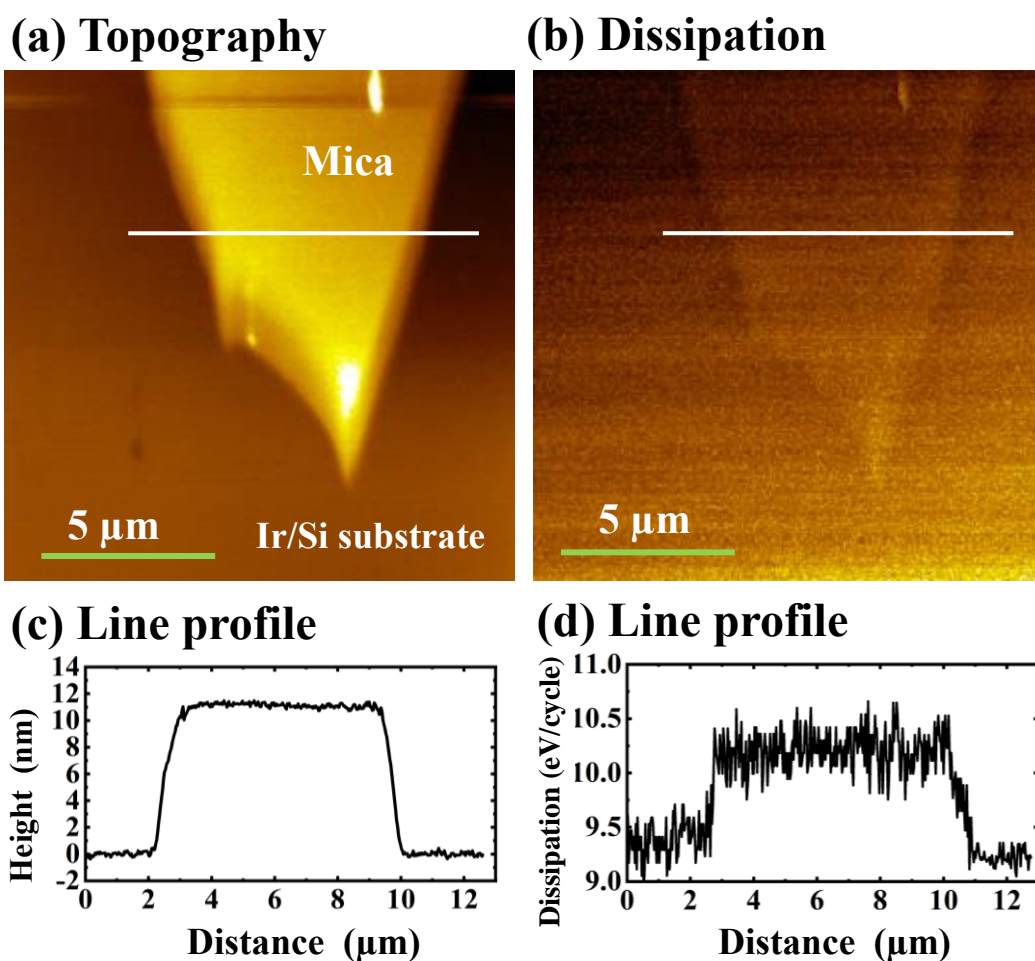 (a) Topography
(b) Dissipation
Mica
5 μm
Ir/Si substrate
5 μm
(c) Line profile
14
12
10
8
6
4
2
0
-2
Height (nm)
0 2 4 6 8 10 12
Distance (μm)
(d) Line profile
11.0
10.5
10.0
9.5
9.0
Dissipation (eV/cycle)
0 2 4 6 8 10 12
Distance (μm)